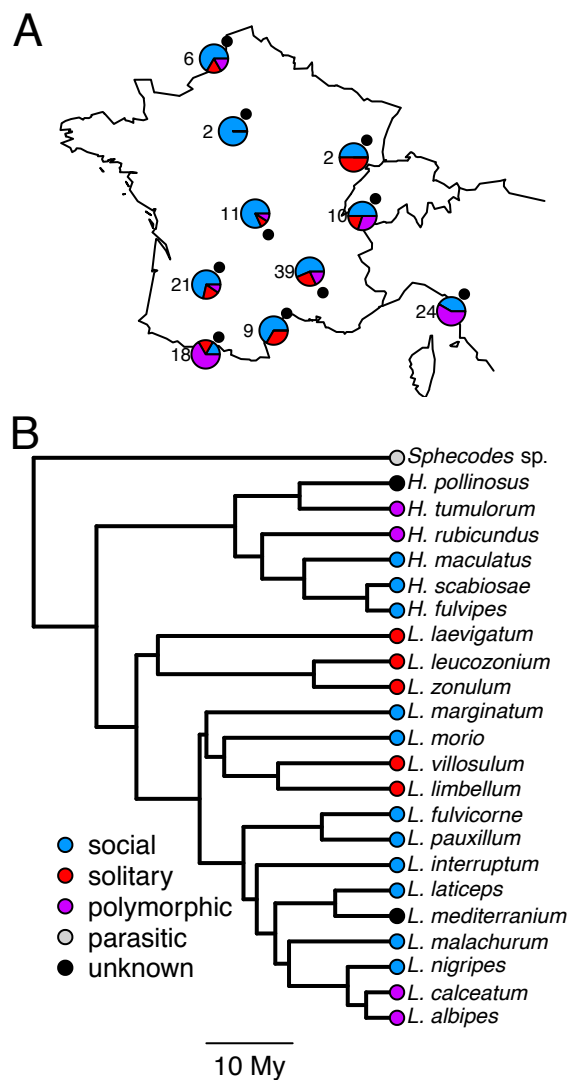 A
6
2
2
11
10
39
21
24
9
18
B
Sphecodes sp.
H. pollinosus
H. tumulorum
H. rubicundus
H. maculatus
H. scabiosae
H. fulvipes
L. laevigatum
L. leucozonium
L. zonulum
L. marginatum
L. morio
L. villosulum
L. limbellum
L. fulvicorne
L. pauxillum
L. interruptum
L. laticeps
L. mediterranium
L. malachurum
L. nigripes
L. calceatum
L. albipes
social
solitary
polymorphic
parasitic
unknown
10 My